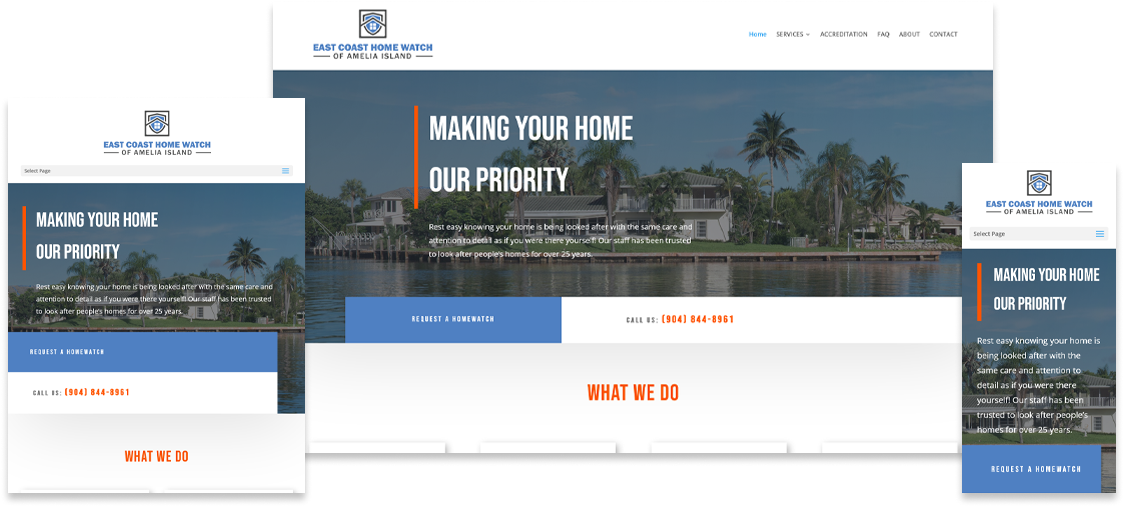 EAST COAST HOME WATCH
OF AMELIA ISLAND
Home SERVICES ACCREDITATION FAQ ABOUT CONTACT
MAKING YOUR HOME
OUR PRIORITY
Rest easy knowing your home is being looked after with the same care and
attention to detail as if you were there yourself! Our staff has been trusted
to look after people's homes for over 25 years.
REQUEST A HOMEWATCH
CALL US: (904) 844-8961
WHAT WE DO
EAST COAST HOME WATCH
OF AMELIA ISLAND
Select Page
MAKING YOUR HOME
OUR PRIORITY
Rest easy knowing your home is being looked after with the same care and
attention to detail as if you were there yourself! Our staff has been trusted
to look after people's homes for over 25 years.
REQUEST A HOMEWATCH
CALL US: (904) 844-8961
WHAT WE DO
EAST COAST HOME WATCH
OF AMELIA ISLAND
Select Page
MAKING YOUR HOME
OUR PRIORITY
Rest easy knowing your home is
being looked after with the
same care and attention to
detail as if you were there
yourself! Our staff has been
trusted to look after people's
homes for over 25 years.
REQUEST A HOMEWATCH